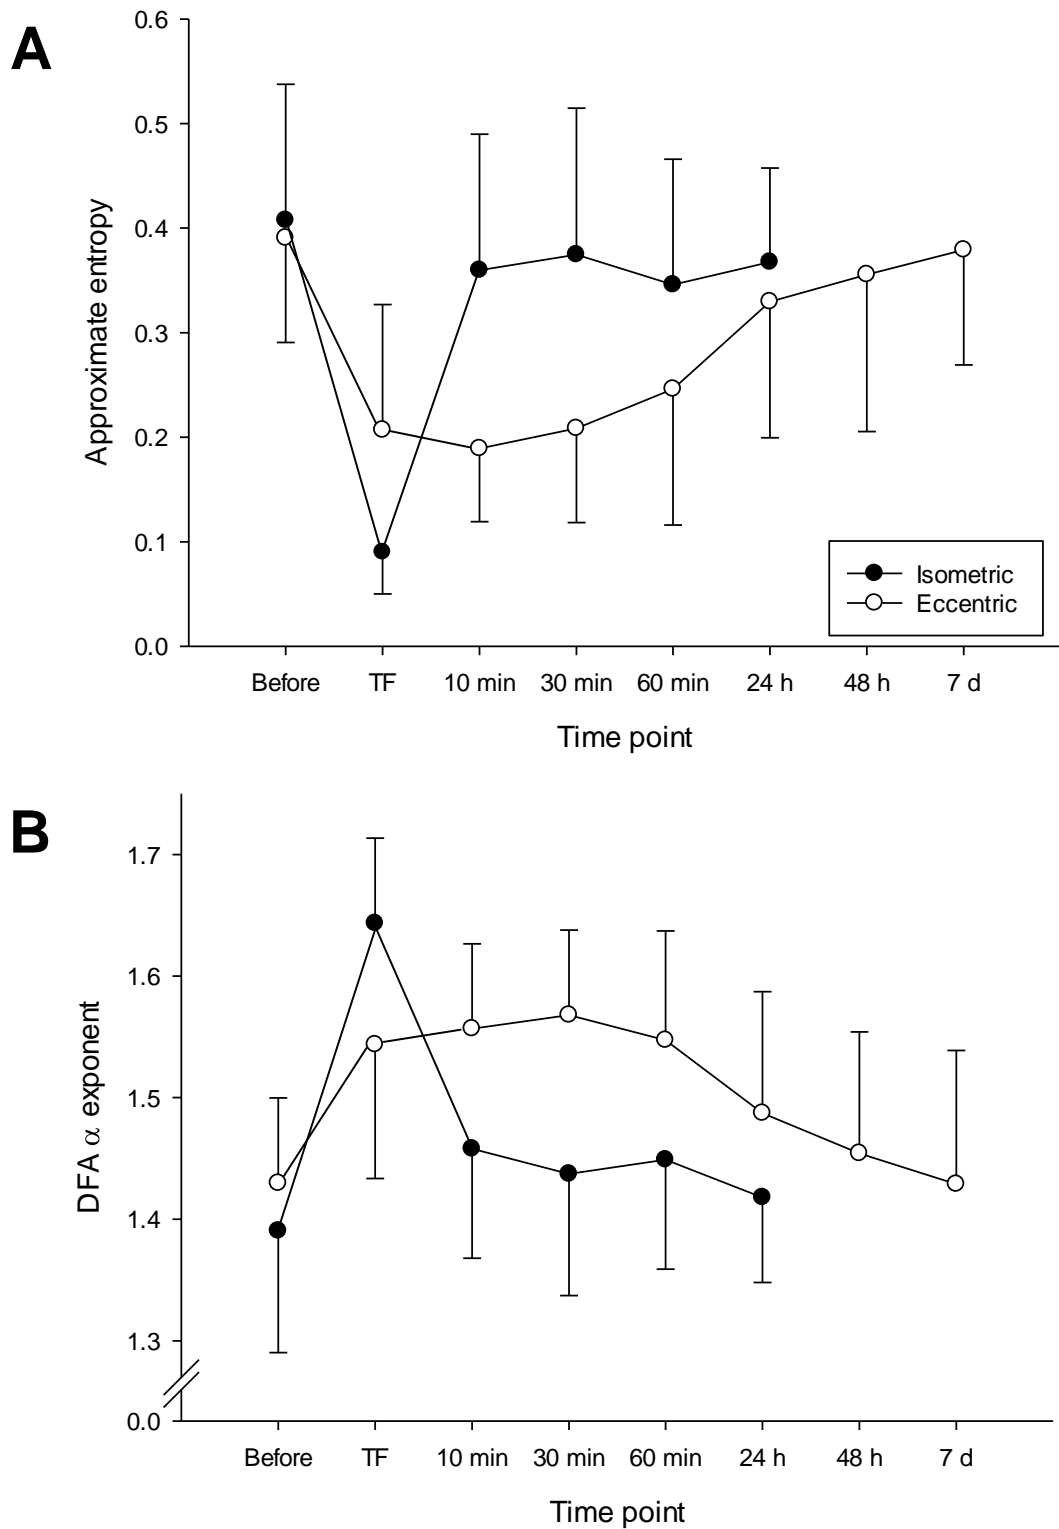 A
0.6
0.5
0.4
0.3
0.2
0.1
0.0
Approximate entropy
Isometric
Eccentric
Before TF 10 min 30 min 60 min 24 h 48 h 7 d
Time point
B
1.7
1.6
1.5
1.4
1.3
0.0
DFA α exponent
Before TF 10 min 30 min 60 min 24 h 48 h 7 d
Time point